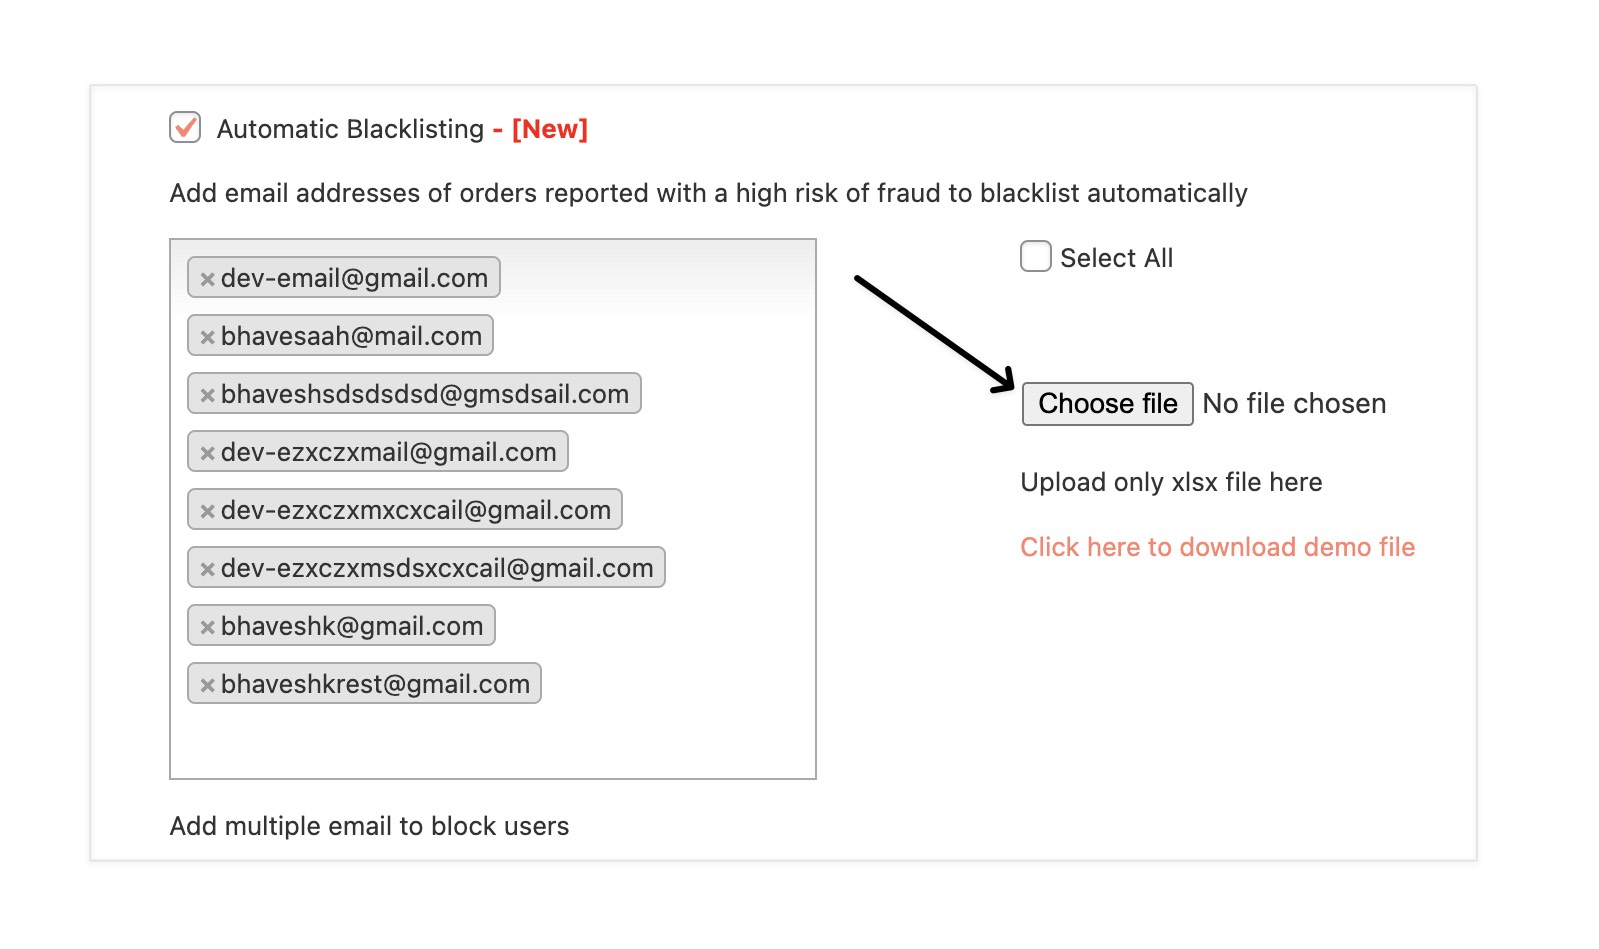 Automatic Blacklisting - [New]
Add email addresses of orders reported with a high risk of fraud to blacklist automatically
× dev-email@gmail.com
× bhavesaah@mail.com
× bhaveshsdsdsdsd@gmsdsail.com
× dev-ezxczxmail@gmail.com
× dev-ezxczxmxcxcail@gmail.com
× dev-ezxczxmsdsxcxcail@gmail.com
× bhaveshk@gmail.com
× bhaveshkrest@gmail.com
Add multiple email to block users
Select All
Choose file No file chosen
Upload only xlsx file here
Click here to download demo file